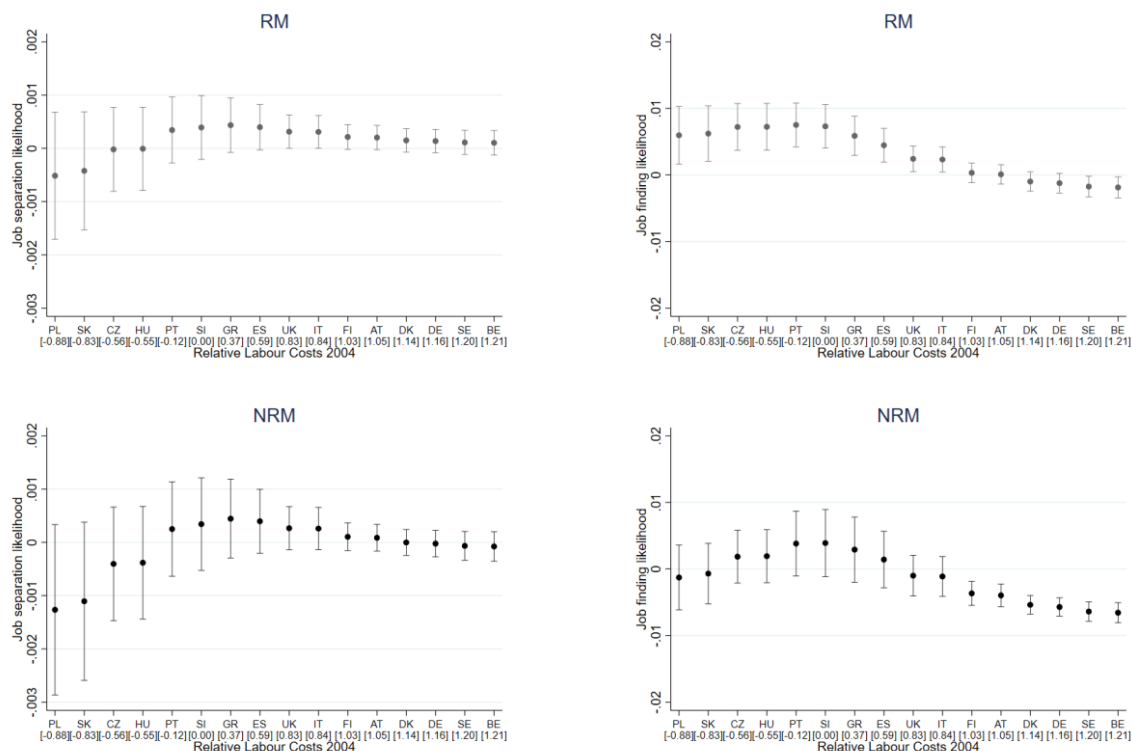 RM
Job separation likelihood
.002
.001
0
-.001
-.002
-.003
PL SK CZ HU PT SI GR ES UK IT FI AT DK DE SE BE
[-0.88][-0.83][-0.56][-0.55][-0.12] [0.00] [0.37] [0.59] [0.83] [0.84] [1.03] [1.05] [1.14] [1.16] [1.20] [1.21]
Relative Labour Costs 2004
RM
Job finding likelihood
.02
.01
0
-.01
-.02
PL SK CZ HU PT SI GR ES UK IT FI AT DK DE SE BE
[-0.88][-0.83][-0.56][-0.55][-0.12] [0.00] [0.37] [0.59] [0.83] [0.84] [1.03] [1.05] [1.14] [1.16] [1.20] [1.21]
Relative Labour Costs 2004
NRM
Job separation likelihood
.002
.001
0
-.001
-.002
-.003
PL SK CZ HU PT SI GR ES UK IT FI AT DK DE SE BE
[-0.88][-0.83][-0.56][-0.55][-0.12] [0.00] [0.37] [0.59] [0.83] [0.84] [1.03] [1.05] [1.14] [1.16] [1.20] [1.21]
Relative Labour Costs 2004
NRM
Job finding likelihood
.02
.01
0
-.01
-.02
PL SK CZ HU PT SI GR ES UK IT FI AT DK DE SE BE
[-0.88][-0.83][-0.56][-0.55][-0.12] [0.00] [0.37] [0.59] [0.83] [0.84] [1.03] [1.05] [1.14] [1.16] [1.20] [1.21]
Relative Labour Costs 2004